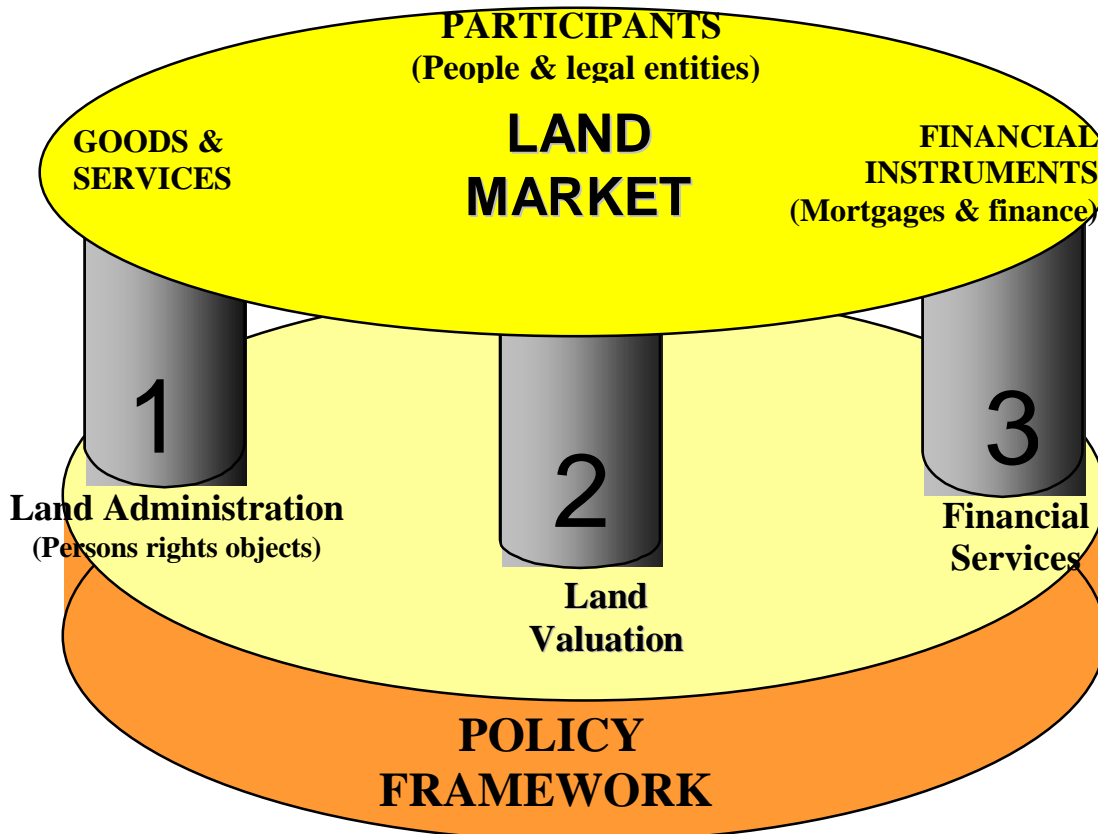 PARTICIPANTS
(People & legal entities)
LAND
MARKET
GOODS &
SERVICES
FINANCIAL
INSTRUMENTS
(Mortgages & finance)
1
2
3
Land Administration
(Persons rights objects)
Land
Valuation
Financial
Services
POLICY
FRAMEWORK